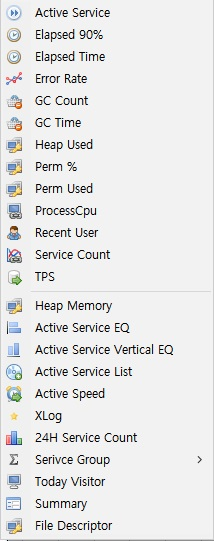 Active Service
Elapsed 90%
Elapsed Time
Error Rate
GC Count
GC Time
Heap Used
Perm %
Perm Used
ProcessCpu
Recent User
Service Count
TPS
Heap Memory
Active Service EQ
Active Service Vertical EQ
Active Service List
Active Speed
XLog
24H Service Count
Serivce Group
Today Visitor
Summary
File Descriptor